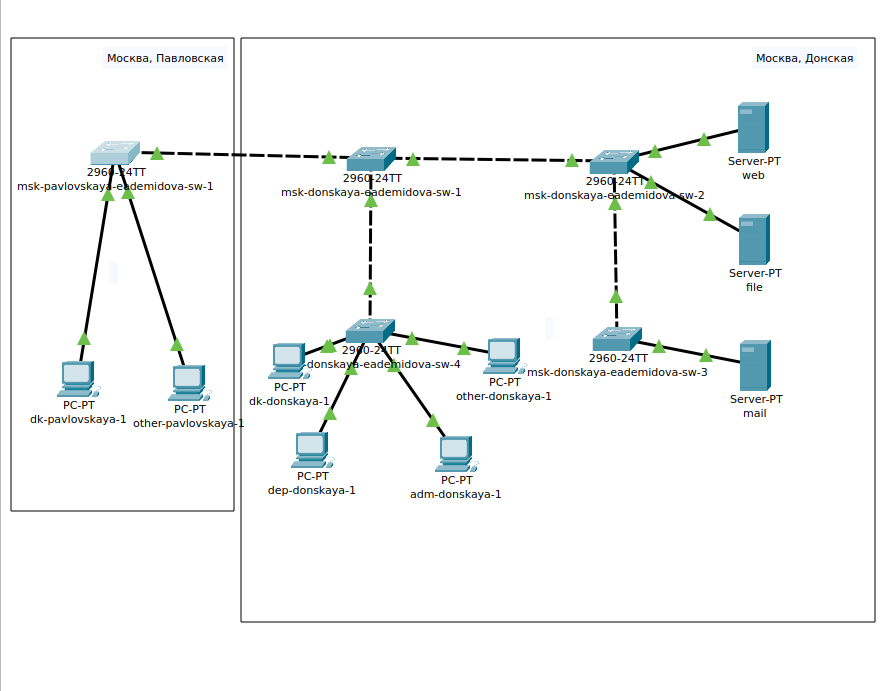 Москва, Павловская
Москва, Донская
2960-24TT
msk-pavlovskaya-eademidova-sw-1
2960-24TT
msk-donskaya-eademidova-sw-1
2960-24TT
msk-donskaya-eademidova-sw-2
Server-PT
web
Server-PT
file
2960-24TT
-donskaya-eademidova-sw-4
2960-24TT
msk-donskaya-eademidova-sw-3
Server-PT
mail
PC-PT
dk-pavlovskaya-1
PC-PT
other-pavlovskaya-1
PC-PT
dk-donskaya-1
PC-PT
other-donskaya-1
PC-PT
dep-donskaya-1
PC-PT
adm-donskaya-1